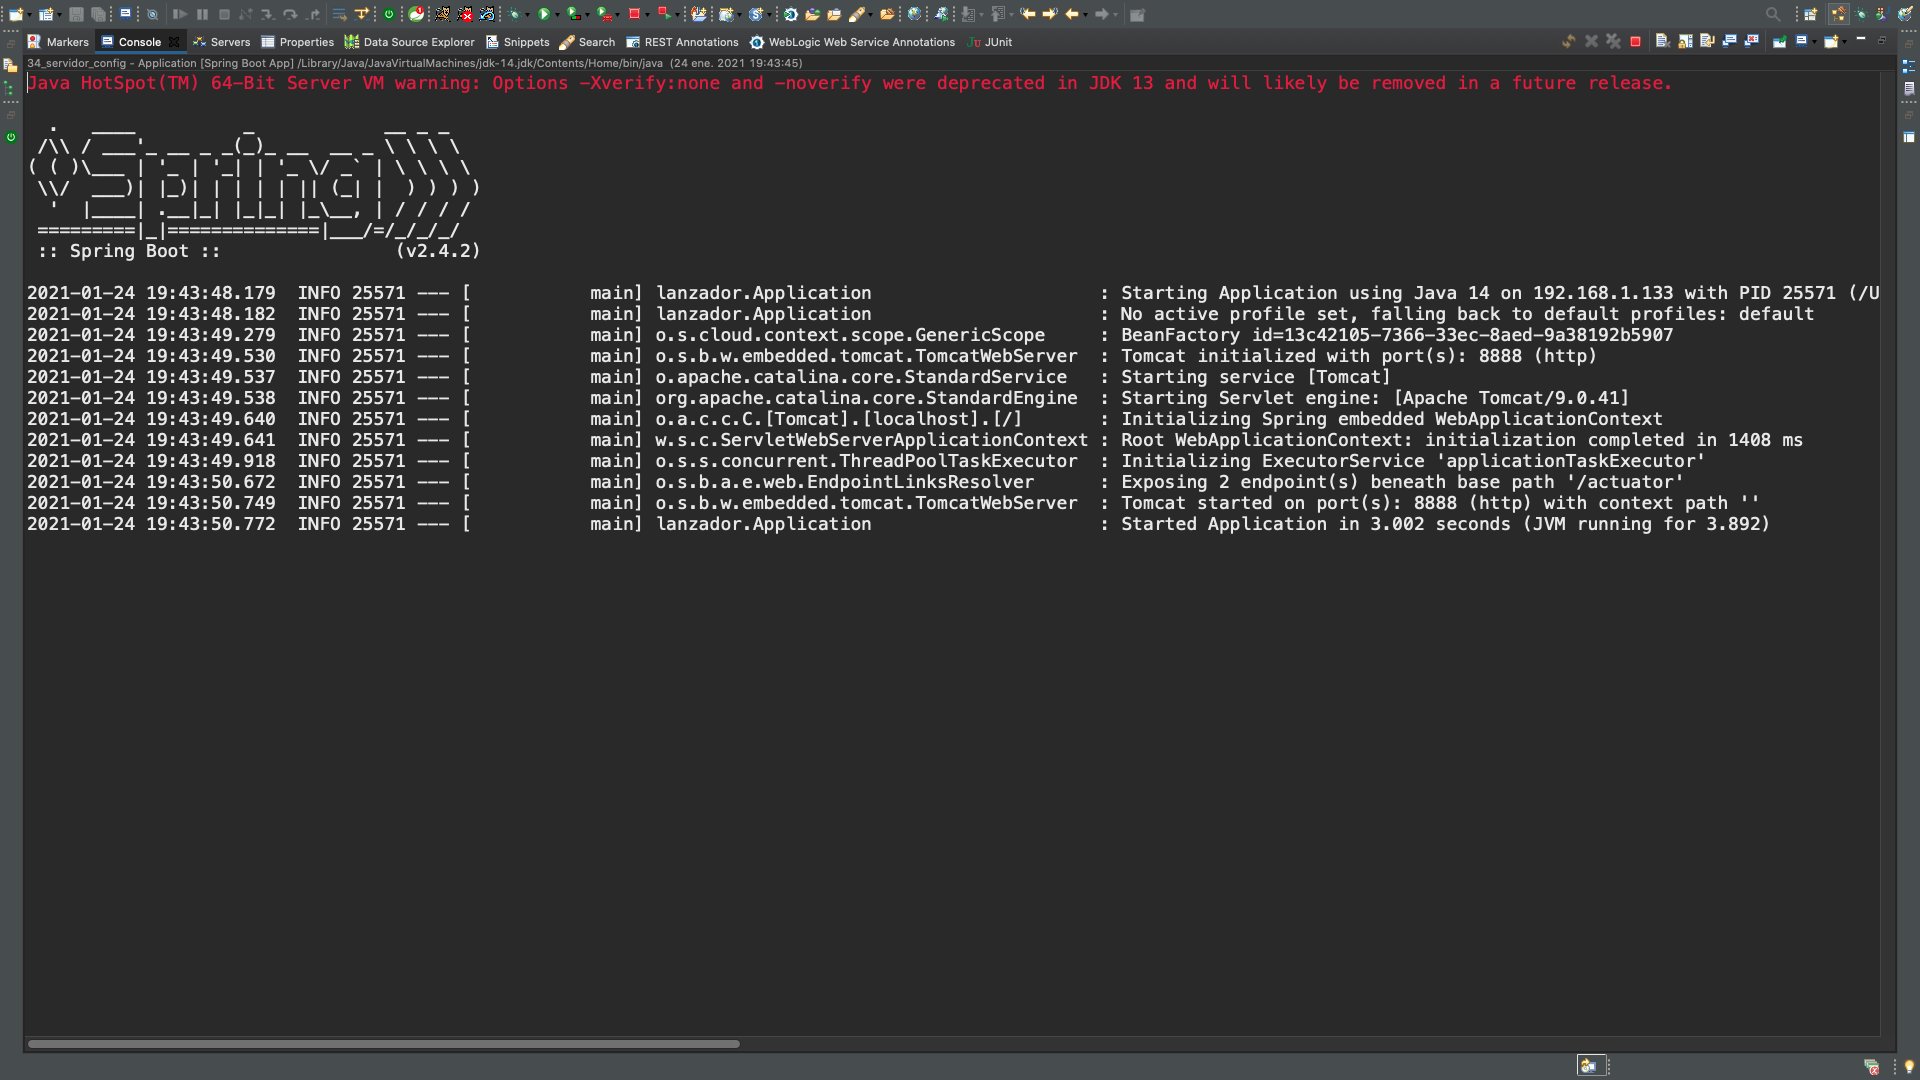 Markers Console Servers Properties Data Source Explorer Snippets Search REST Annotations WebLogic Web Service Annotations JUnit
34_servidor_config - Application [Spring Boot App] /Library/Java/JavaVirtualMachines/jdk-14.jdk/Contents/Home/bin/java (24 ene. 2021 19:43:45)
Java HotSpot(TM) 64-Bit Server VM warning: Options -Xverify:none and -noverify were deprecated in JDK 13 and will likely be removed in a future release.
  .   ____          _            __ _ _
 /\\ / ___'_ __ _ _(_)_ __  __ _ \ \ \ \
( ( )\___ | '_ | '_| | '_ \/ _` | \ \ \ \
 \\/  ___)| |_)| | | | | || (_| |  ) ) ) )
  '  |____| .__|_| |_|_| |_\__, | / / / /
 =========|_|==============|___/=/_/_/_/
 :: Spring Boot ::                (v2.4.2)
2021-01-24 19:43:48.179  INFO 25571 --- [           main] lanzador.Application                     : Starting Application using Java 14 on 192.168.1.133 with PID 25571 (/U
2021-01-24 19:43:48.182  INFO 25571 --- [           main] lanzador.Application                     : No active profile set, falling back to default profiles: default
2021-01-24 19:43:49.279  INFO 25571 --- [           main] o.s.cloud.context.scope.GenericScope     : BeanFactory id=13c42105-7366-33ec-8aed-9a38192b5907
2021-01-24 19:43:49.530  INFO 25571 --- [           main] o.s.b.w.embedded.tomcat.TomcatWebServer  : Tomcat initialized with port(s): 8888 (http)
2021-01-24 19:43:49.537  INFO 25571 --- [           main] o.apache.catalina.core.StandardService   : Starting service [Tomcat]
2021-01-24 19:43:49.538  INFO 25571 --- [           main] org.apache.catalina.core.StandardEngine  : Starting Servlet engine: [Apache Tomcat/9.0.41]
2021-01-24 19:43:49.640  INFO 25571 --- [           main] o.a.c.c.C.[Tomcat].[localhost].[/]       : Initializing Spring embedded WebApplicationContext
2021-01-24 19:43:49.641  INFO 25571 --- [           main] w.s.c.ServletWebServerApplicationContext : Root WebApplicationContext: initialization completed in 1408 ms
2021-01-24 19:43:49.918  INFO 25571 --- [           main] o.s.s.concurrent.ThreadPoolTaskExecutor  : Initializing ExecutorService 'applicationTaskExecutor'
2021-01-24 19:43:50.672  INFO 25571 --- [           main] o.s.b.a.e.web.EndpointLinksResolver      : Exposing 2 endpoint(s) beneath base path '/actuator'
2021-01-24 19:43:50.749  INFO 25571 --- [           main] o.s.b.w.embedded.tomcat.TomcatWebServer  : Tomcat started on port(s): 8888 (http) with context path ''
2021-01-24 19:43:50.772  INFO 25571 --- [           main] lanzador.Application                     : Started Application in 3.002 seconds (JVM running for 3.892)